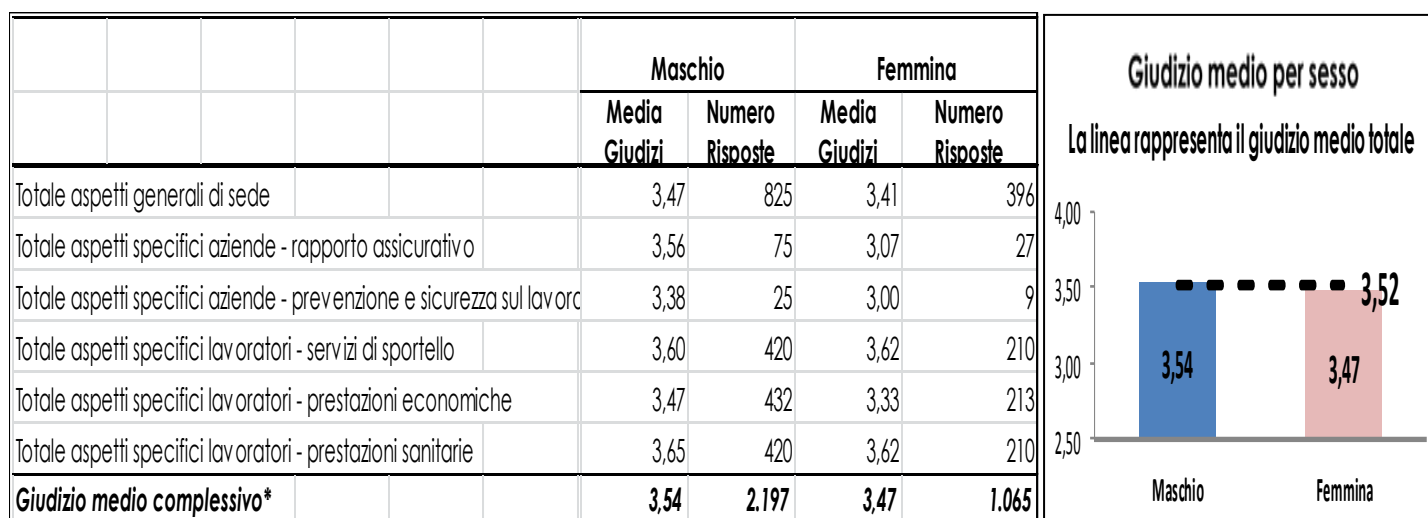 Maschio Femmina
Media Numero Media Numero
Giudizi Risposte Giudizi Risposte
Totale aspetti generali di sede 3,47 825 3,41 396
Totale aspetti specifici aziende - rapporto assicurativo 3,56 75 3,07 27
Totale aspetti specifici aziende - prevenzione e sicurezza sul lavoro 3,38 25 3,00 9
Totale aspetti specifici lavoratori - servizi di sportello 3,60 420 3,62 210
Totale aspetti specifici lavoratori - prestazioni economiche 3,47 432 3,33 213
Totale aspetti specifici lavoratori - prestazioni sanitarie 3,65 420 3,62 210
Giudizio medio complessivo* 3,54 2.197 3,47 1.065
Giudizio medio per sesso
La linea rappresenta il giudizio medio totale
4,00
3,50
3,00
2,50
3,52
3,54
3,47
Maschio Femmina